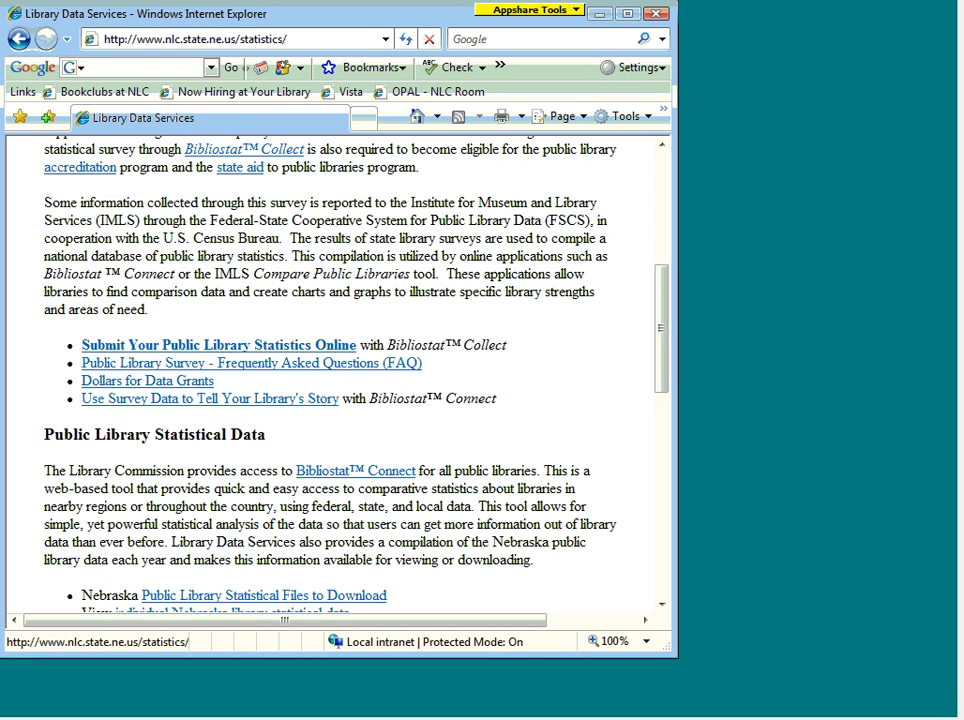 Library Data Services - Windows Internet Explorer
Appshare Tools
http://www.nlc.state.ne.us/statistics/
Google
Google
G
Go
Bookmarks
ABC
Check
»
Settings
Links Bookclubs at NLC Now Hiring at Your Library Vista OPAL - NLC Room
Library Data Services
Page
Tools
»
statistical survey through Bibliostat™ Collect is also required to become eligible for the public library
accreditation program and the state aid to public libraries program.
Some information collected through this survey is reported to the Institute for Museum and Library
Services (IMLS) through the Federal-State Cooperative System for Public Library Data (FSCS), in
cooperation with the U.S. Census Bureau. The results of state library surveys are used to compile a
national database of public library statistics. This compilation is utilized by online applications such as
Bibliostat ™ Connect or the IMLS Compare Public Libraries tool. These applications allow
libraries to find comparison data and create charts and graphs to illustrate specific library strengths
and areas of need.
• Submit Your Public Library Statistics Online with Bibliostat™ Collect
• Public Library Survey - Frequently Asked Questions (FAQ)
• Dollars for Data Grants
• Use Survey Data to Tell Your Library's Story with Bibliostat™ Connect
Public Library Statistical Data
The Library Commission provides access to Bibliostat™ Connect for all public libraries. This is a
web-based tool that provides quick and easy access to comparative statistics about libraries in
nearby regions or throughout the country, using federal, state, and local data. This tool allows for
simple, yet powerful statistical analysis of the data so that users can get more information out of library
data than ever before. Library Data Services also provides a compilation of the Nebraska public
library data each year and makes this information available for viewing or downloading.
• Nebraska Public Library Statistical Files to Download
View individual Nebraska library statistical data
http://www.nlc.state.ne.us/statistics/
Local intranet | Protected Mode: On
100%